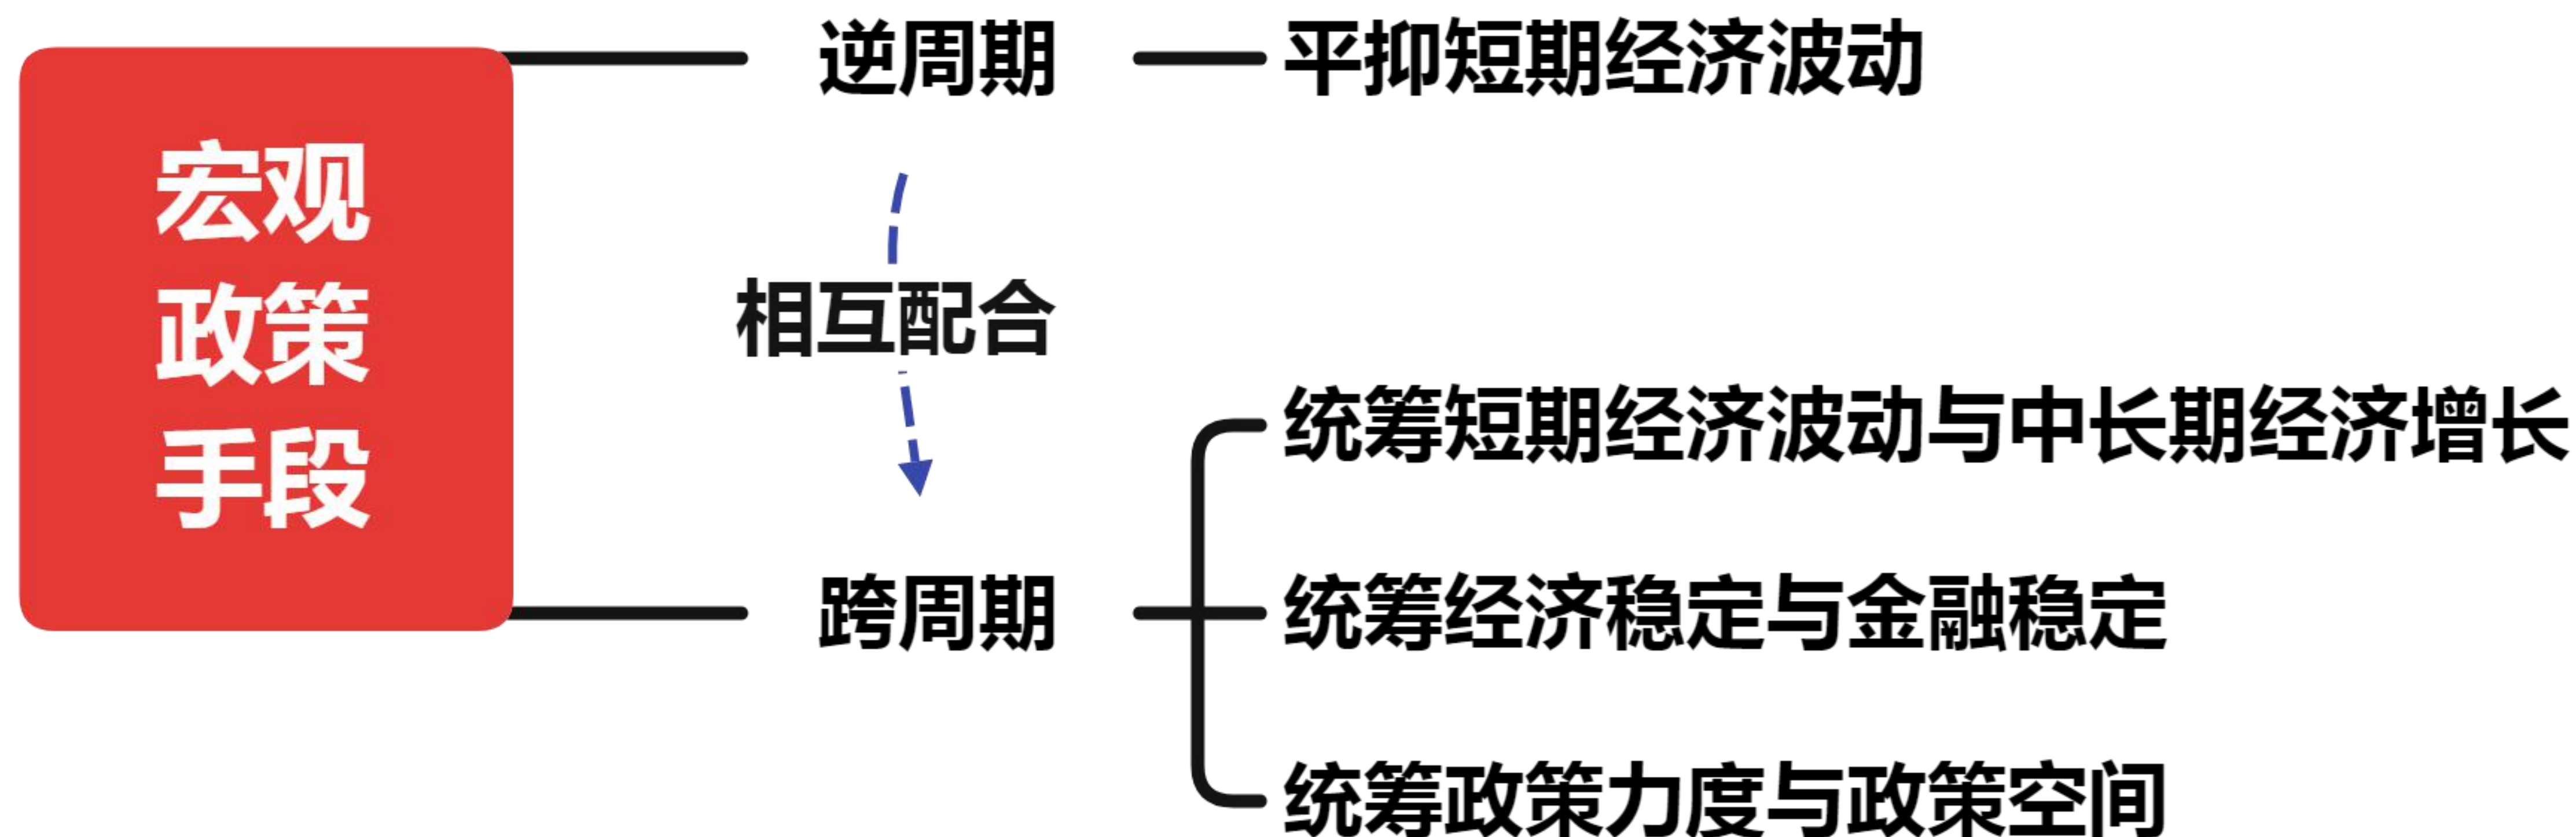 宏观
政策
手段
逆周期
平抑短期经济波动
相互配合
跨周期
统筹短期经济波动与中长期经济增长
统筹经济稳定与金融稳定
统筹政策力度与政策空间